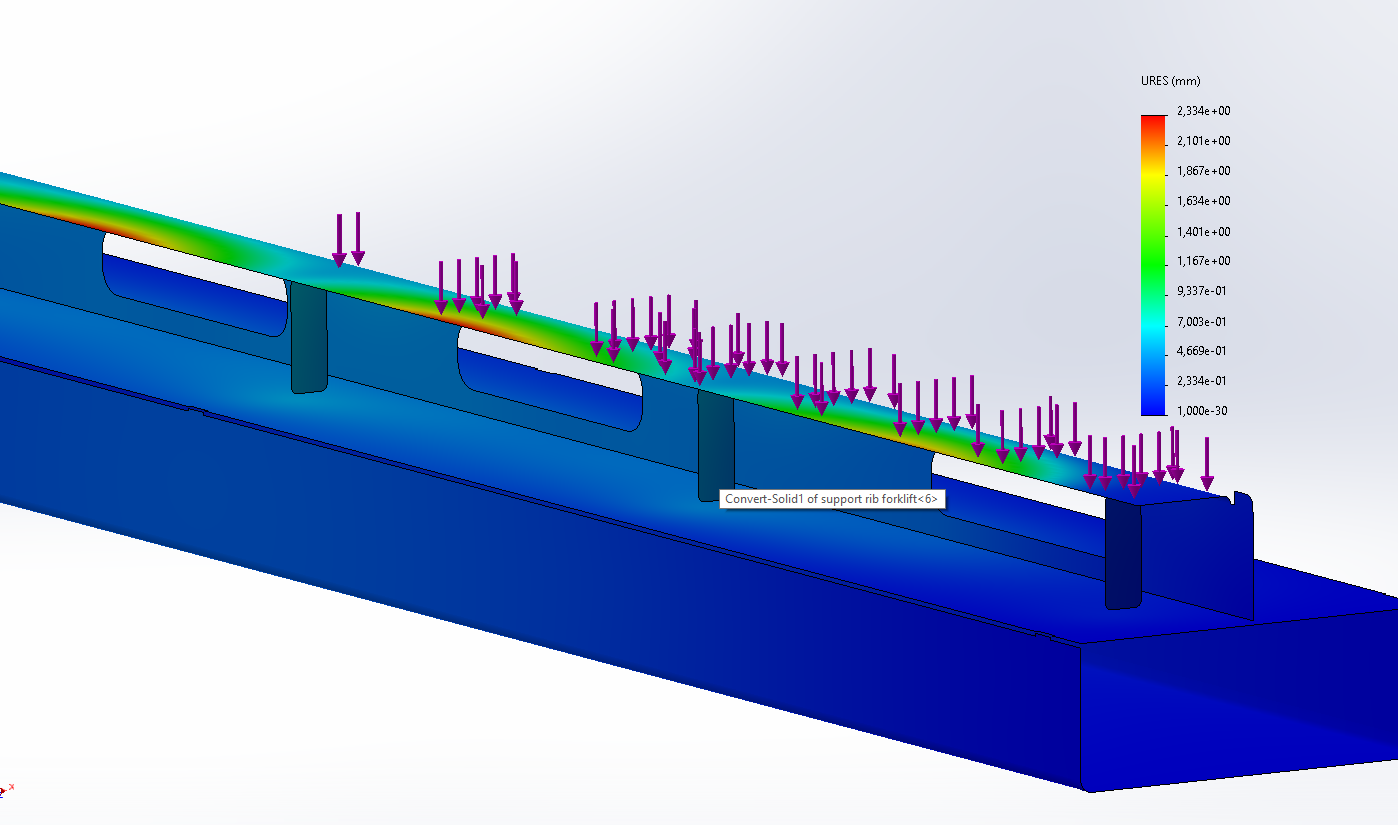 URES (mm)
2,334e+00
2,101e+00
1,867e+00
1,634e+00
1,401e+00
1,167e+00
9,337e-01
7,003e-01
4,669e-01
2,334e-01
1,000e-30
Convert-Solid1 of support rib forklift<6>
x